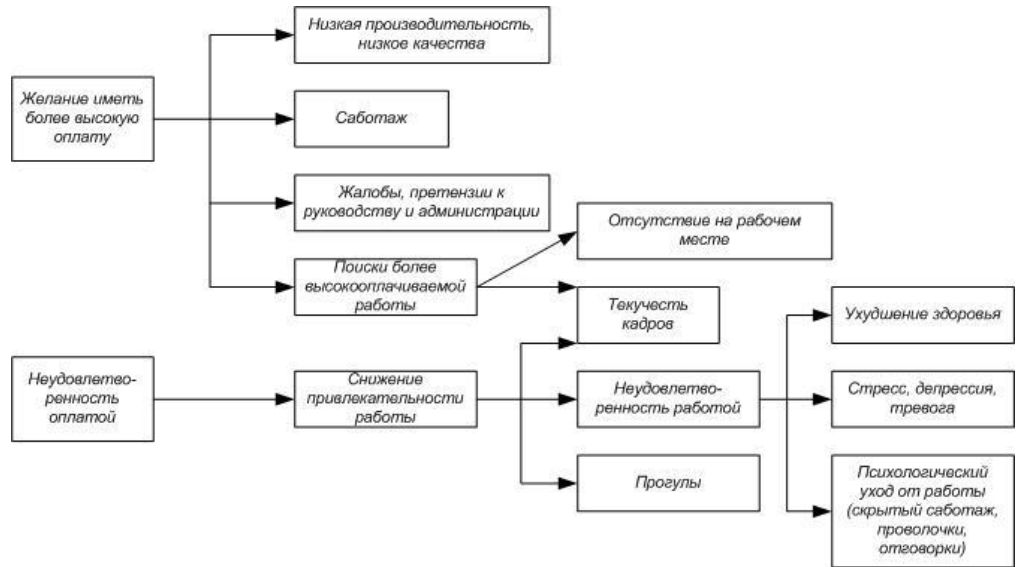 Низкая производительность,
низкое качества
Желание иметь
более высокую
оплату
Саботаж
Жалобы, претензии к
руководству и администрации
Отсутствие на рабочем
месте
Поиски более
высокооплачиваемой
работы
Текучесть
кадров
Ухудшение здоровья
Неудовлетво-
ренность
оплатой
Снижение
привлекательности
работы
Неудовлетво-
ренность работой
Стресс, депрессия,
тревога
Прогулы
Психологический
уход от работы
(скрытый саботаж,
проволочки,
отговорки)